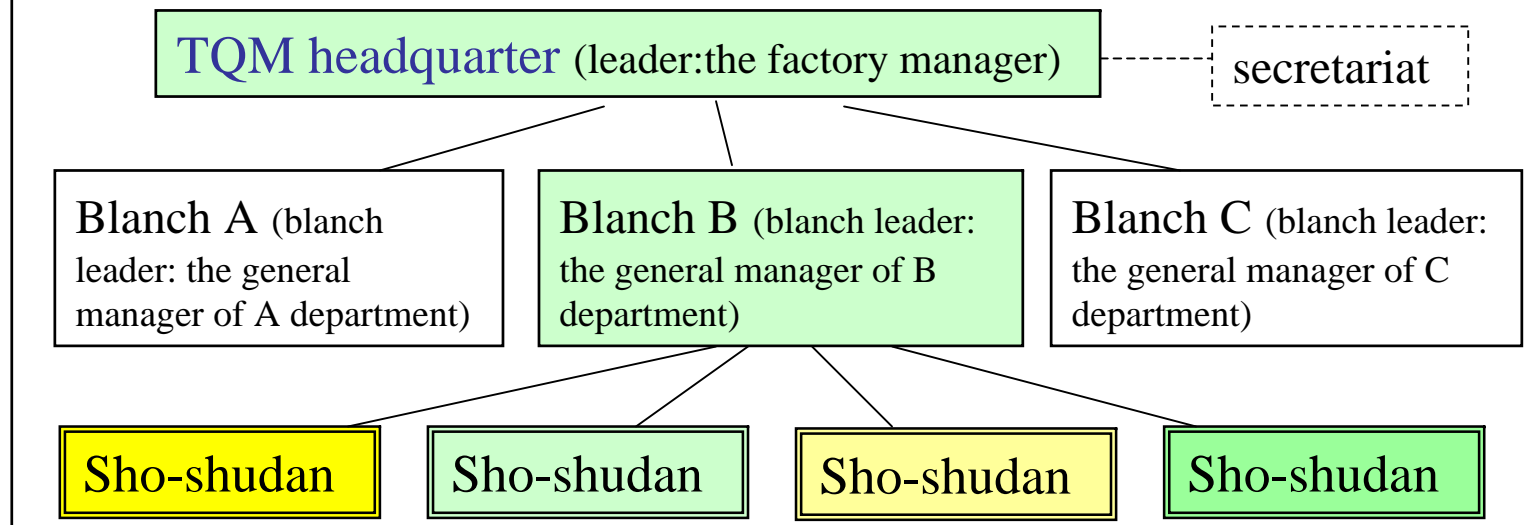 TQM headquarter (leader:the factory manager)
secretariat
Blanch A (blanch
leader: the general
manager of A department)
Blanch B (blanch leader:
the general manager of B
department)
Blanch C (blanch leader:
the general manager of C
department)
Sho-shudan
Sho-shudan
Sho-shudan
Sho-shudan